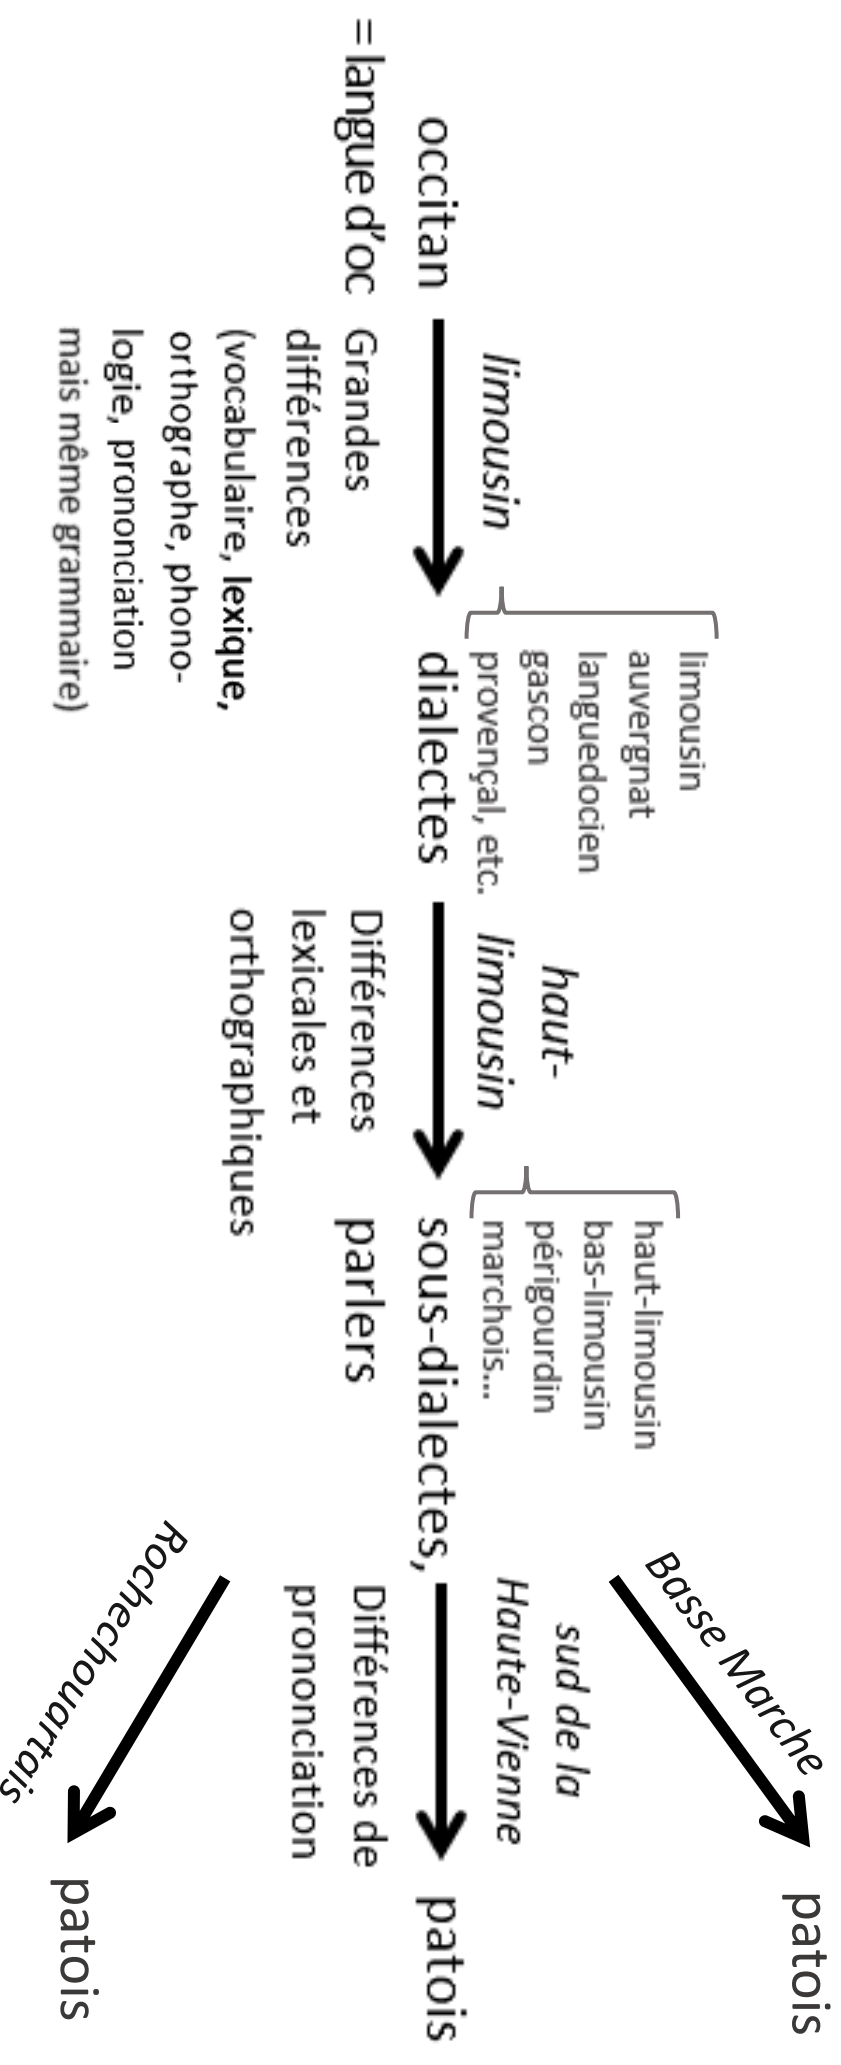 occitan
= langue d'oc
limousin
Grandes
différences
(vocabulaire, lexique,
orthographe, phono-
logie, prononciation
mais même grammaire)
limousin
auvergnat
languedocien
gascon
provençal, etc.
dialectes
haut-
limousin
Différences
lexicales et
orthographiques
haut-limousin
bas-limousin
périgourdin
marchois...
sous-dialectes,
parlers
Basse Marche
sud de la
Haute-Vienne
Différences de
prononciation
Rochechouartais
patois
patois
patois